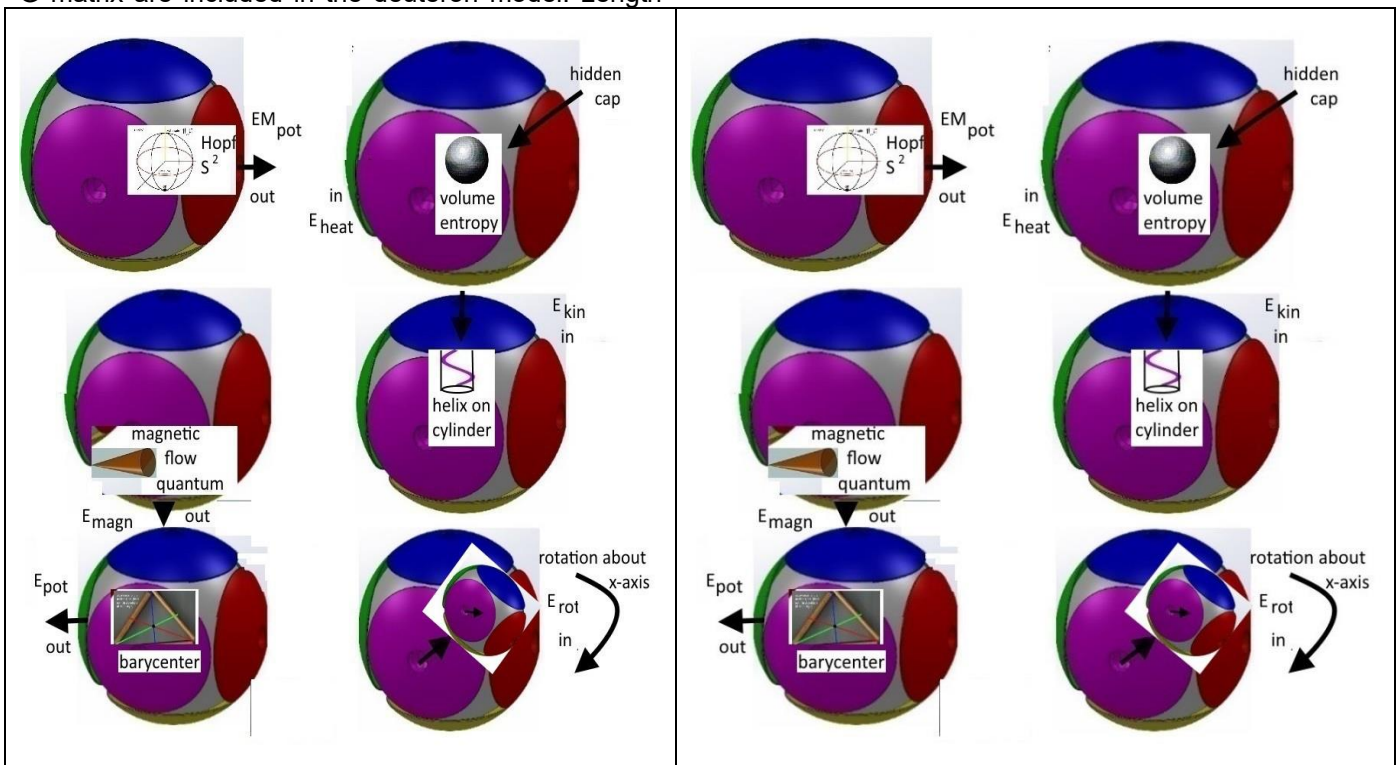 G-matrix are included in the deuteron model. Length
hidden
cap
EM pot
Hopf
S 2
out
in
E heat
volume
entropy
E kin
in
helix on
cylinder
magnetic
flow
quantum
E magn
out
E pot
out
barycenter
rotation about
x-axis
E rot
in
hidden
cap
EM pot
Hopf
S 2
out
in
E heat
volume
entropy
E kin
in
helix on
cylinder
magnetic
flow
quantum
E magn
out
E pot
out
barycenter
rotation about
x-axis
E rot
in